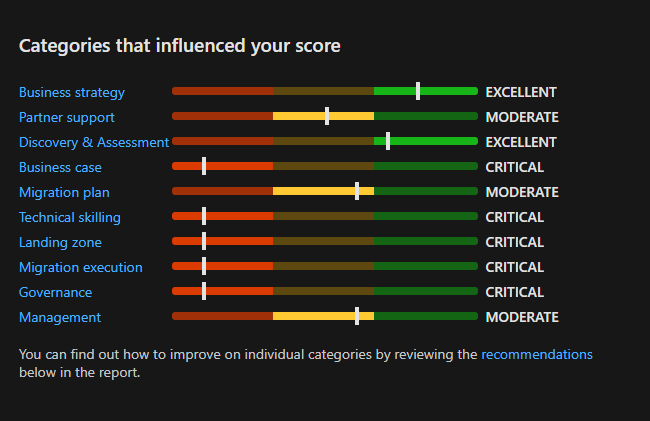 Categories that influenced your score
Business strategy EXCELLENT
Partner support MODERATE
Discovery & Assessment EXCELLENT
Business case CRITICAL
Migration plan MODERATE
Technical skilling CRITICAL
Landing zone CRITICAL
Migration execution CRITICAL
Governance CRITICAL
Management MODERATE
You can find out how to improve on individual categories by reviewing the recommendations
below in the report.